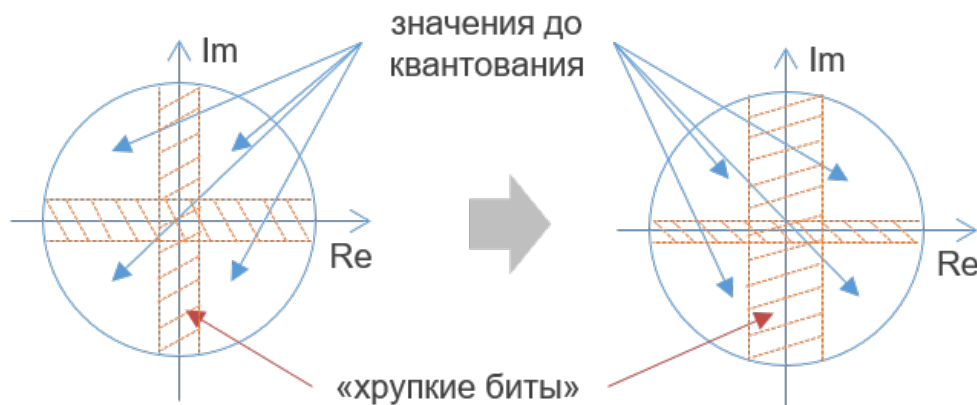 значения до
квантования
Im
Im
Re
Re
«хрупкие биты»